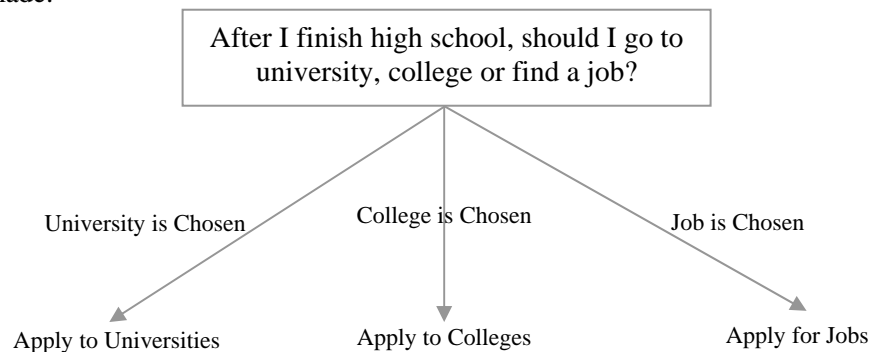 After I finish high school, should I go to
university, college or find a job?
University is Chosen
College is Chosen
Job is Chosen
Apply to Universities
Apply to Colleges
Apply for Jobs